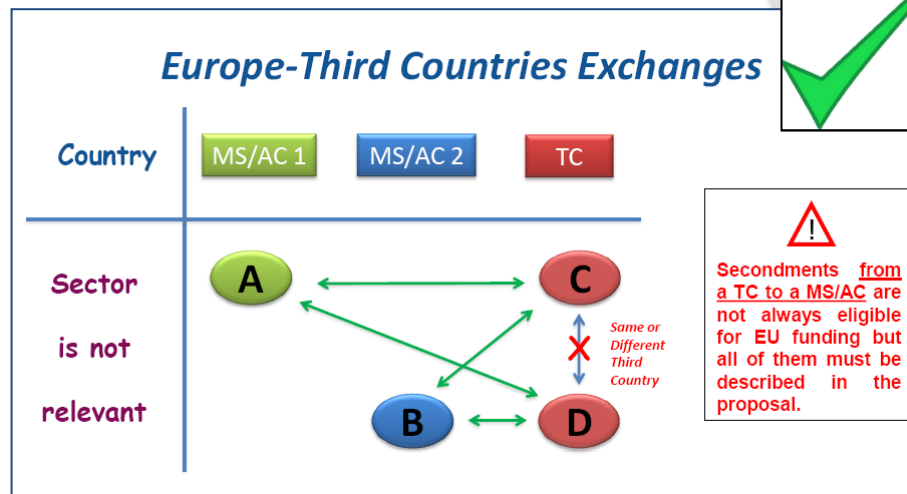 Europe-Third Countries Exchanges
Country
MS/AC 1
MS/AC 2
TC
Sector
is not
relevant
A
C
Same or
Different
Third
Country
B
D
!
Secondments from
a TC to a MS/AC are
not always eligible
for EU funding but
all of them must be
described in the
proposal.